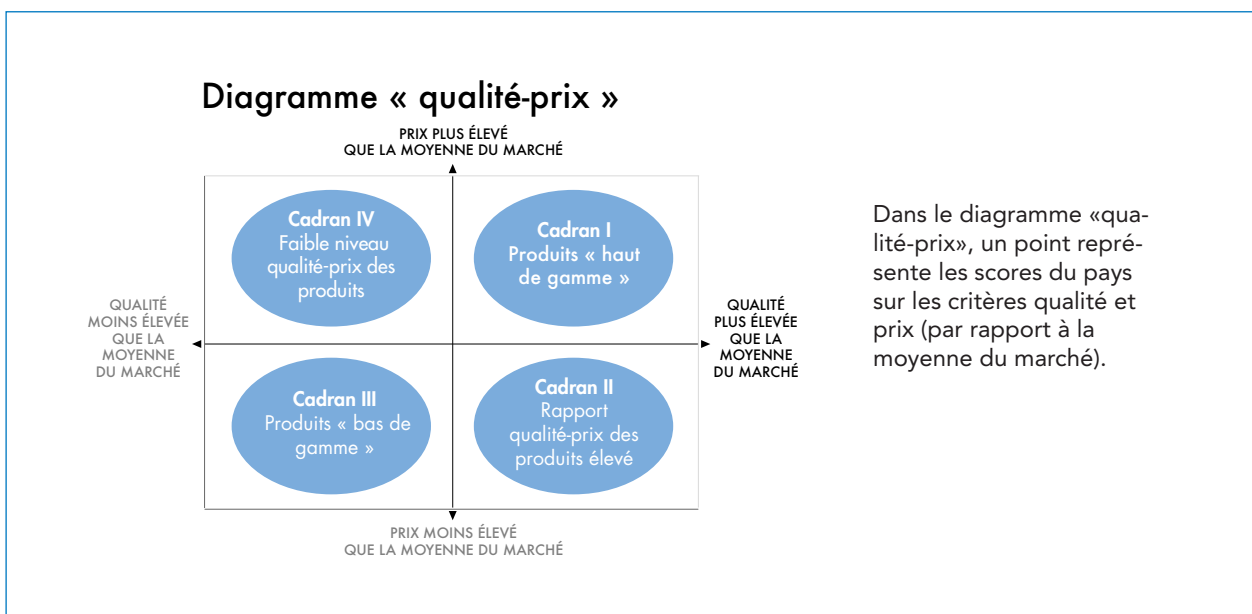 Diagramme « qualité-prix »
PRIX PLUS ÉLEVÉ
QUE LA MOYENNE DU MARCHÉ
Cadran IV
Faible niveau
qualité-prix des
produits
Cadran I
Produits « haut
de gamme »
QUALITÉ
MOINS ÉLEVÉE
QUE LA
MOYENNE
DU MARCHÉ
QUALITÉ
PLUS ÉLEVÉE
QUE LA
MOYENNE
DU MARCHÉ
Cadran III
Produits « bas de
gamme »
Cadran II
Rapport
qualité-prix des
produits élevé
PRIX MOINS ÉLEVÉ
QUE LA MOYENNE DU MARCHÉ
Dans le diagramme «qua-
lité-prix», un point repré-
sente les scores du pays
sur les critères qualité et
prix (par rapport à la
moyenne du marché).